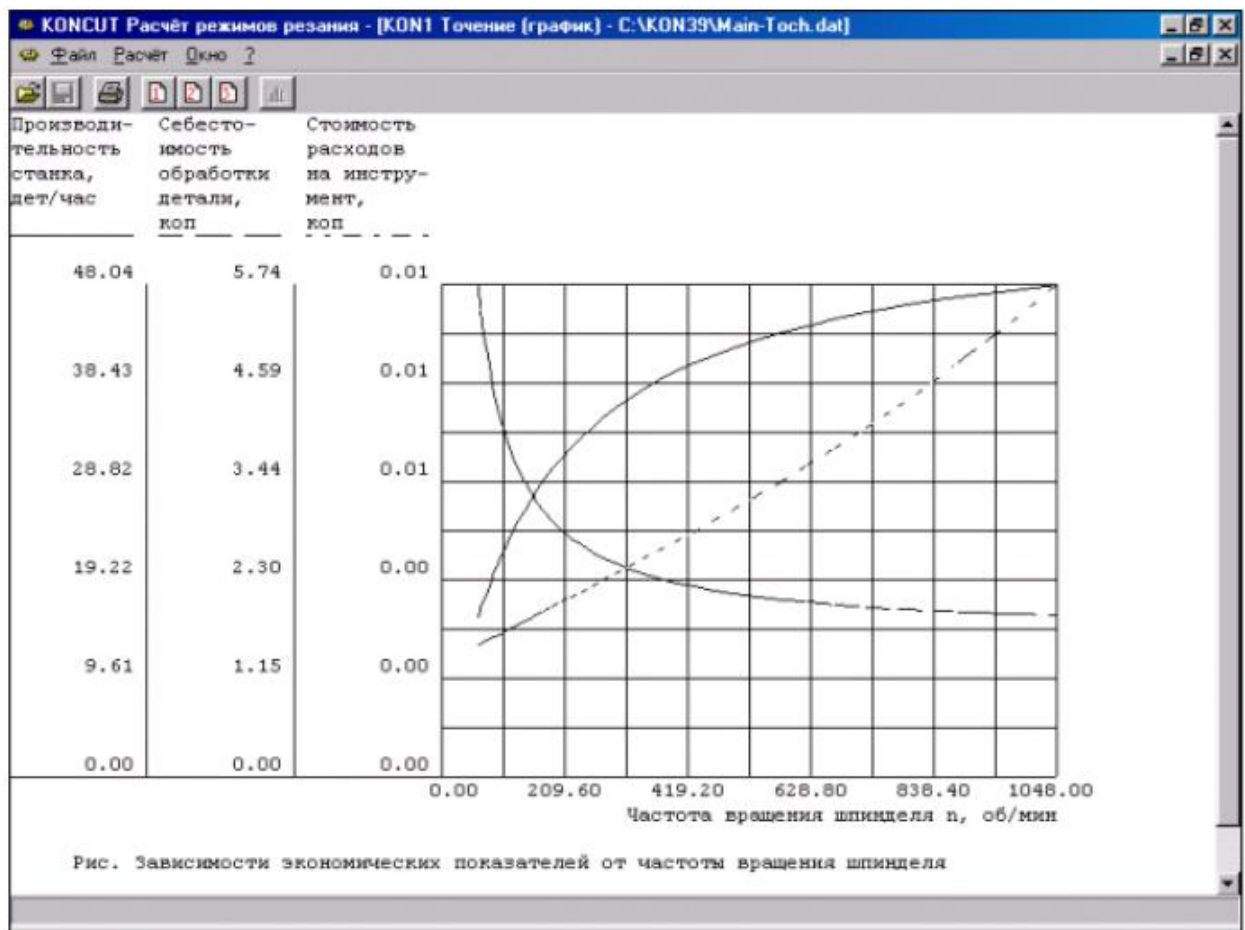 KONCUT Расчёт режимов резания - [KON1 Точение (график) - C:\KON39\Main-Toch.dat]
Файл Расчёт Окно ?
1 2 Σ
Производи- Себесто- Стоимость
тельность имость расходов
станка, обработки на инстру-
дет/час детали, мент,
коп коп
48.04 5.74 0.01
38.43 4.59 0.01
28.82 3.44 0.01
19.22 2.30 0.00
9.61 1.15 0.00
0.00 0.00 0.00
0.00 209.60 419.20 628.80 838.40 1048.00
Частота вращения шпинделя n, об/мин
Рис. Зависимости экономических показателей от частоты вращения шпинделя